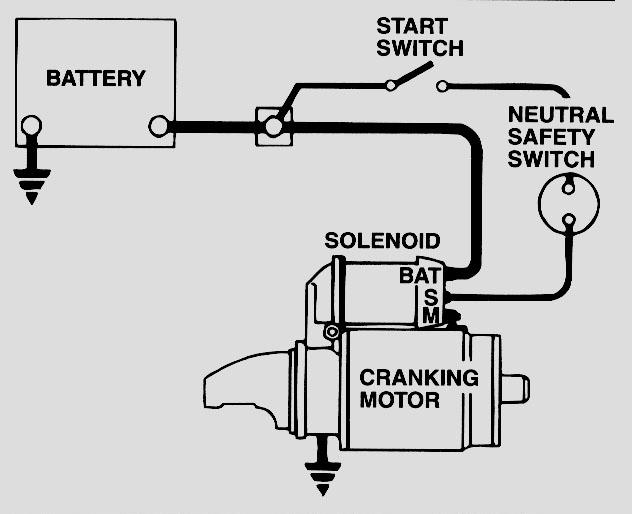 START
SWITCH
BATTERY
NEUTRAL
SAFETY
SWITCH
SOLENOID
BAT
S
M
CRANKING
MOTOR